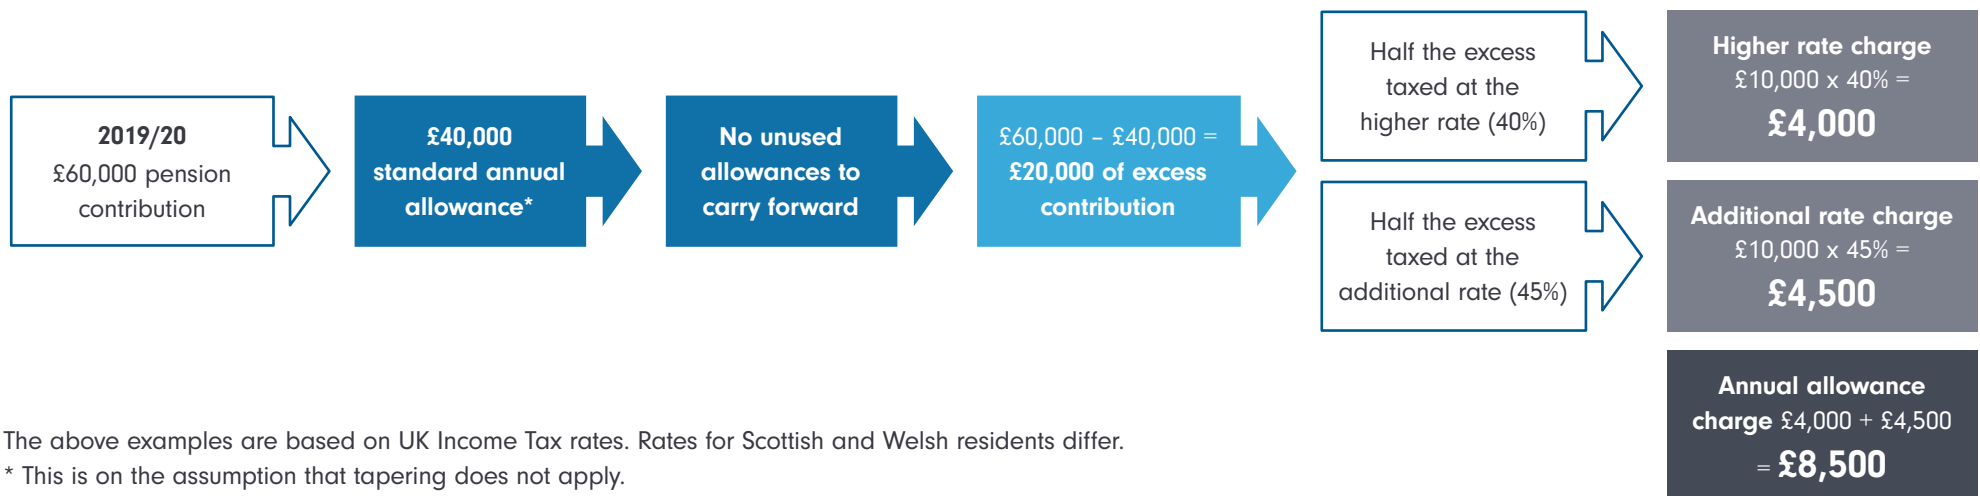 2019/20
£60,000 pension
contribution
£40,000
standard annual
allowance*
No unused
allowances to
carry forward
£60,000 – £40,000 =
£20,000 of excess
contribution
Half the excess
taxed at the
higher rate (40%)
Higher rate charge
£10,000 x 40% =
£4,000
Half the excess
taxed at the
additional rate (45%)
Additional rate charge
£10,000 x 45% =
£4,500
Annual allowance
charge £4,000 + £4,500
= £8,500
The above examples are based on UK Income Tax rates. Rates for Scottish and Welsh residents differ.
* This is on the assumption that tapering does not apply.